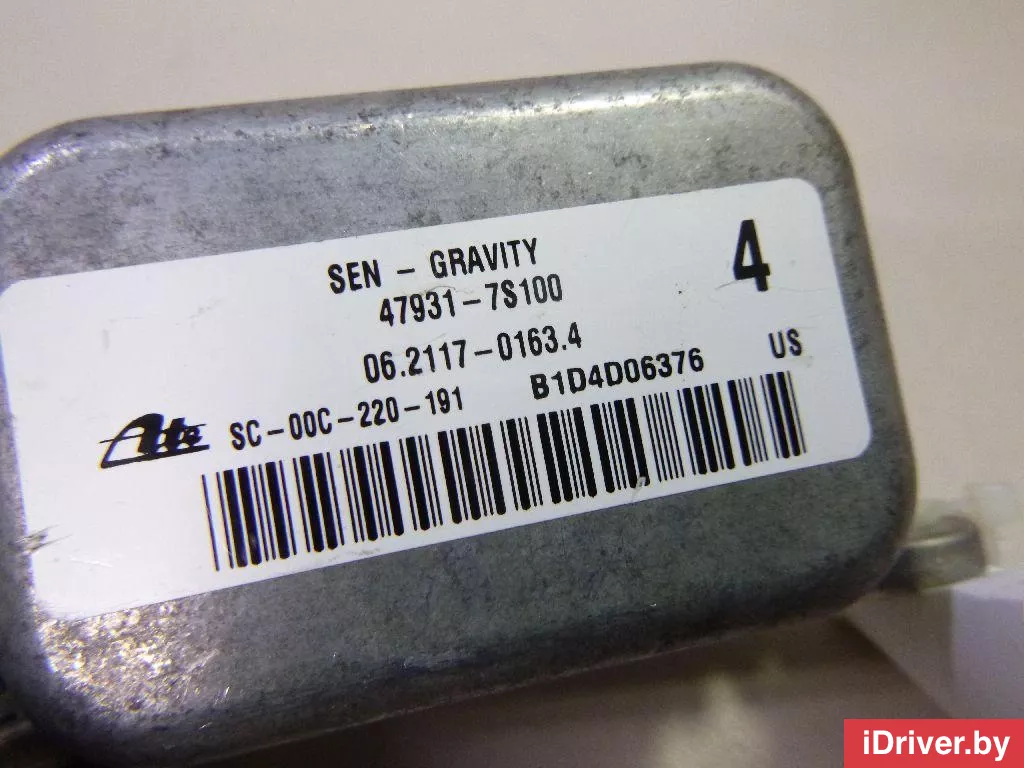 SEN - GRAVITY
47931-7S100
4
06.2117-0163.4
US
Ate SC-00C-220-191 B1D4D06376
iDriver.by